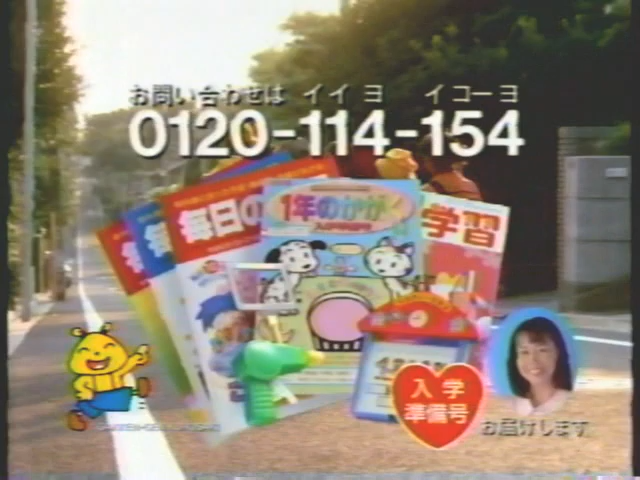 お問い合わせは イイヨ イコーヨ
0120-114-154
毎日の
1年のかがく
学習
入学
準備号
お届けします